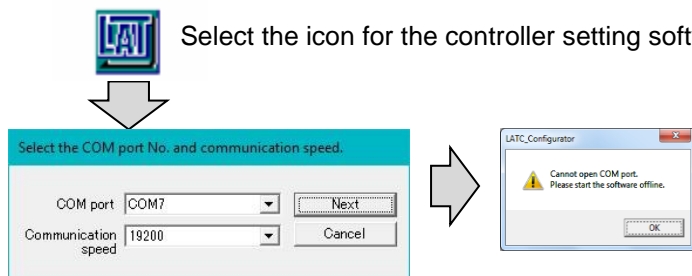 LAT
Select the icon for the controller setting soft
Select the COM port No. and communication speed.
COM port COM7 Next
Communication speed 19200 Cancel
LATC_Configurator
Cannot open COM port.
Please start the software offline.
OK